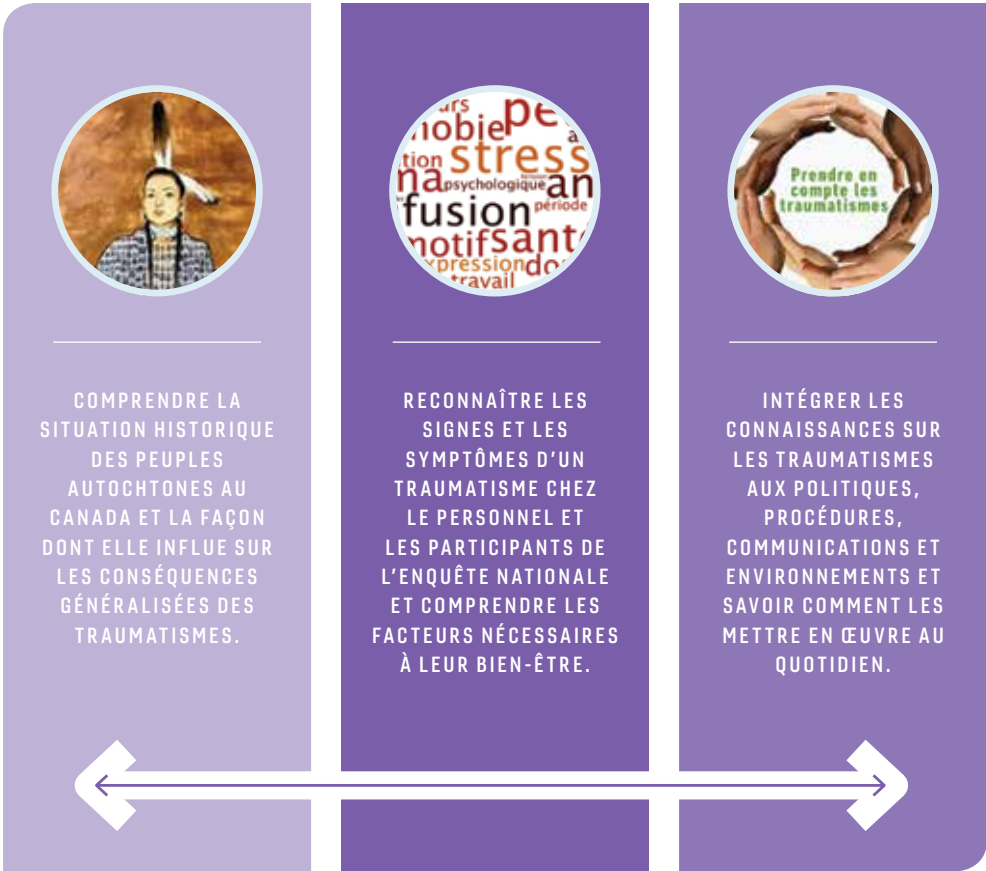 stress
psychologique
fusion
période
travail
Prendre en
compte les
traumatismes
COMPRENDRE LA
SITUATION HISTORIQUE
DES PEUPLES
AUTOCHTONES AU
CANADA ET LA FAÇON
DONT ELLE INFLUE SUR
LES CONSÉQUENCES
GÉNÉRALISÉES DES
TRAUMATISMES.
RECONNAÎTRE LES
SIGNES ET LES
SYMPTÔMES D'UN
TRAUMATISME CHEZ
LE PERSONNEL ET
LES PARTICIPANTS DE
L'ENQUÊTE NATIONALE
ET COMPRENDRE LES
FACTEURS NÉCESSAIRES
À LEUR BIEN-ÊTRE.
INTÉGRER LES
CONNAISSANCES SUR
LES TRAUMATISMES
AUX POLITIQUES,
PROCÉDURES,
COMMUNICATIONS ET
ENVIRONNEMENTS ET
SAVOIR COMMENT LES
METTRE EN ŒUVRE AU
QUOTIDIEN.